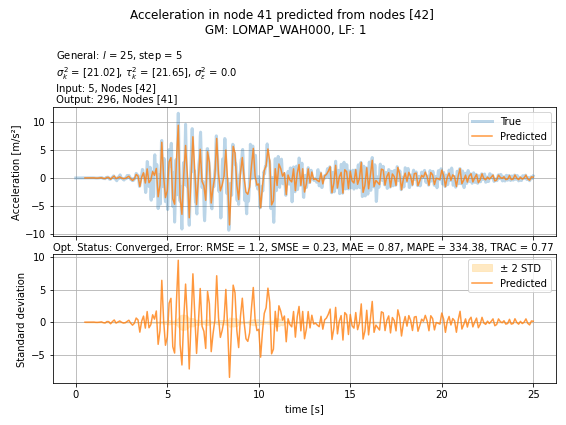 Acceleration in node 41 predicted from nodes [42]
GM: LOMAP_WAH000, LF: 1
General: l = 25, step = 5
σ²ₖ = [21.02], τ²ₖ = [21.65], σ²ε = 0.0
Input: 5, Nodes [42]
Output: 296, Nodes [41]
Acceleration [m/s²]
10
5
0
−5
−10
True
Predicted
Opt. Status: Converged, Error: RMSE = 1.2, SMSE = 0.23, MAE = 0.87, MAPE = 334.38, TRAC = 0.77
Standard deviation
10
5
0
−5
± 2 STD
Predicted
0 5 10 15 20 25
time [s]